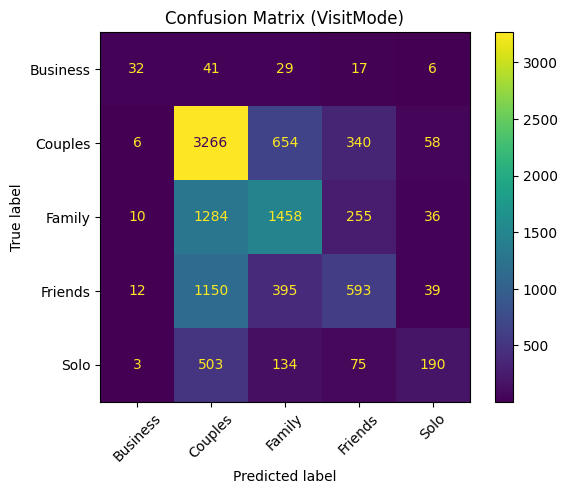 Confusion Matrix (VisitMode)
Business 32 41 29 17 6
Couples 6 3266 654 340 58
Family 10 1284 1458 255 36
Friends 12 1150 395 593 39
Solo 3 503 134 75 190
True label
Business Couples Family Friends Solo
Predicted label
3000
2500
2000
1500
1000
500